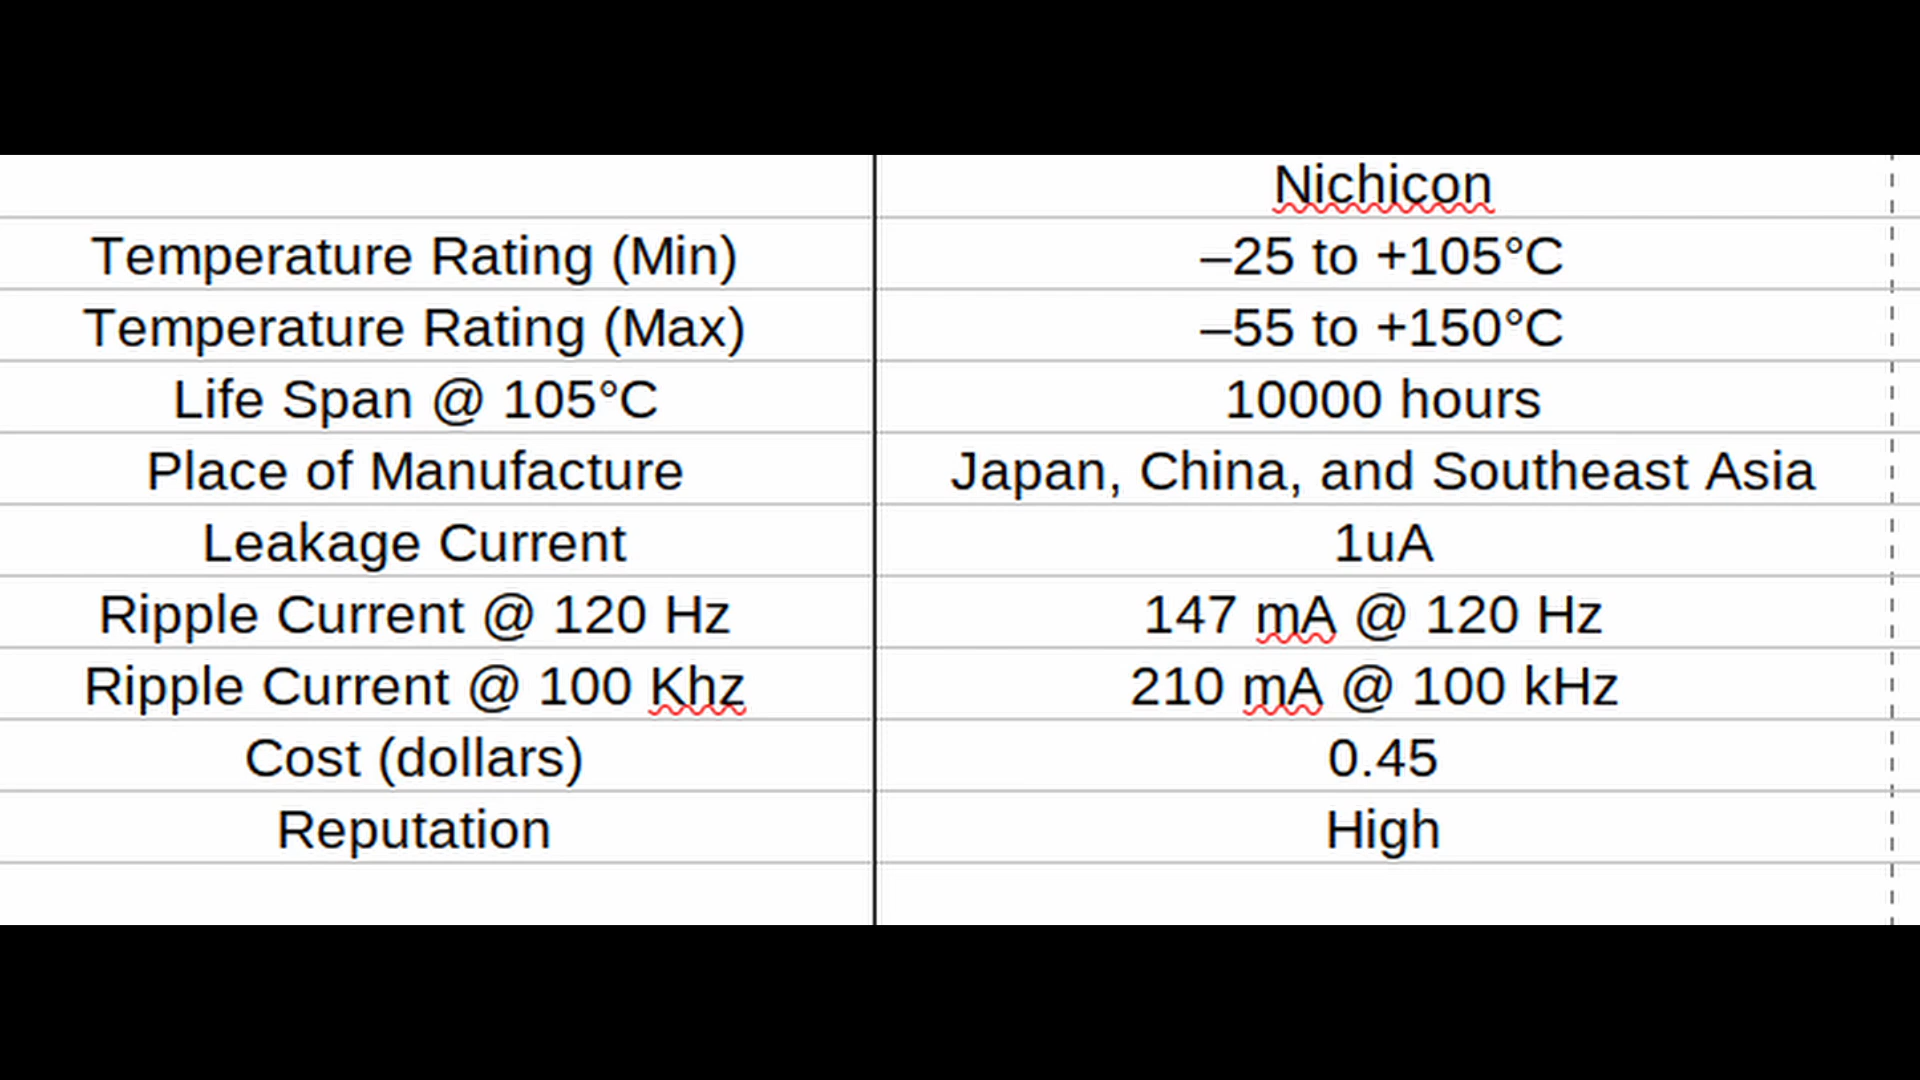 Nichicon
Temperature Rating (Min) –25 to +105°C
Temperature Rating (Max) –55 to +150°C
Life Span @ 105°C 10000 hours
Place of Manufacture Japan, China, and Southeast Asia
Leakage Current 1uA
Ripple Current @ 120 Hz 147 mA @ 120 Hz
Ripple Current @ 100 Khz 210 mA @ 100 kHz
Cost (dollars) 0.45
Reputation High